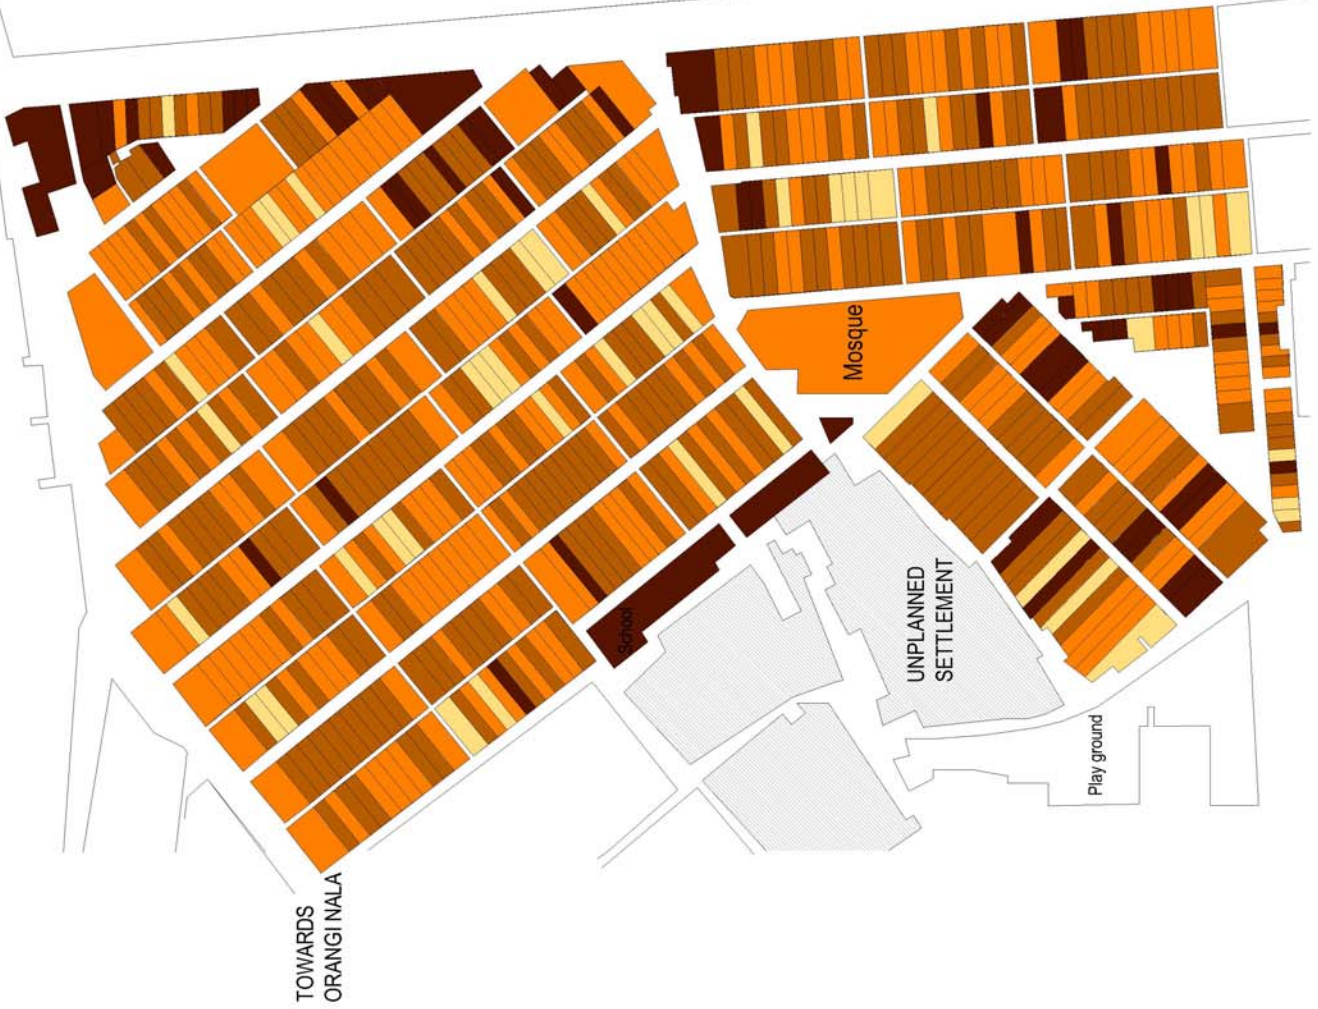 Mosque
School
UNPLANNED
SETTLEMENT
Play ground
TOWARDS
ORANGI NALA